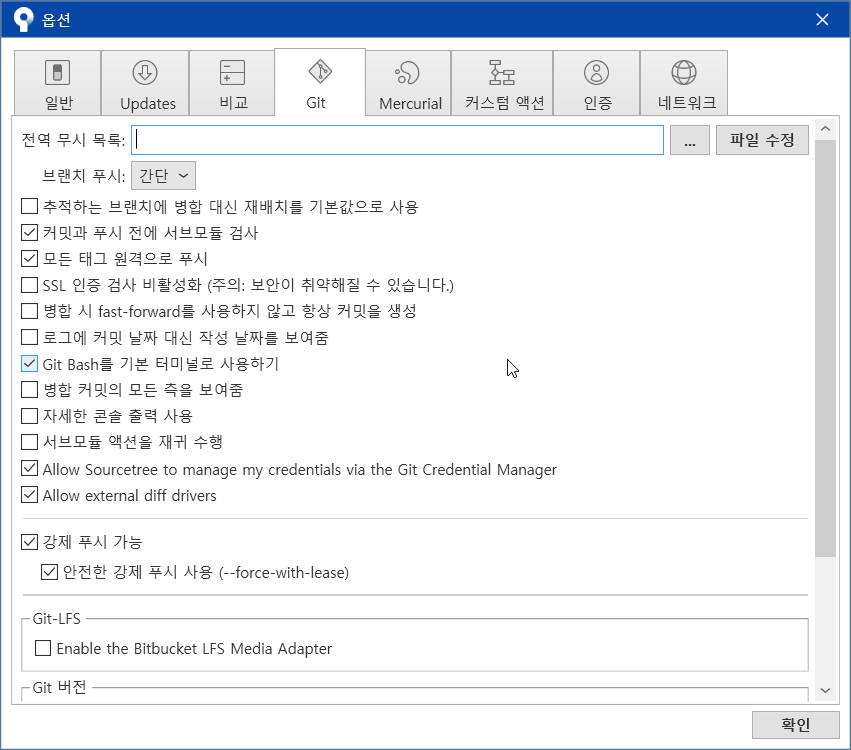 옵션
일반
Updates
비교
Git
Mercurial
커스텀 액션
인증
네트워크
전역 무시 목록:
...
파일 수정
브랜치 푸시:
간단
추적하는 브랜치에 병합 대신 재배치를 기본값으로 사용
커밋과 푸시 전에 서브모듈 검사
모든 태그 원격으로 푸시
SSL 인증 검사 비활성화 (주의: 보안이 취약해질 수 있습니다.)
병합 시 fast-forward를 사용하지 않고 항상 커밋을 생성
로그에 커밋 날짜 대신 작성 날짜를 보여줌
Git Bash를 기본 터미널로 사용하기
병합 커밋의 모든 측을 보여줌
자세한 콘솔 출력 사용
서브모듈 액션을 재귀 수행
Allow Sourcetree to manage my credentials via the Git Credential Manager
Allow external diff drivers
강제 푸시 가능
안전한 강제 푸시 사용 (--force-with-lease)
Git-LFS
Enable the Bitbucket LFS Media Adapter
Git 버전
확인